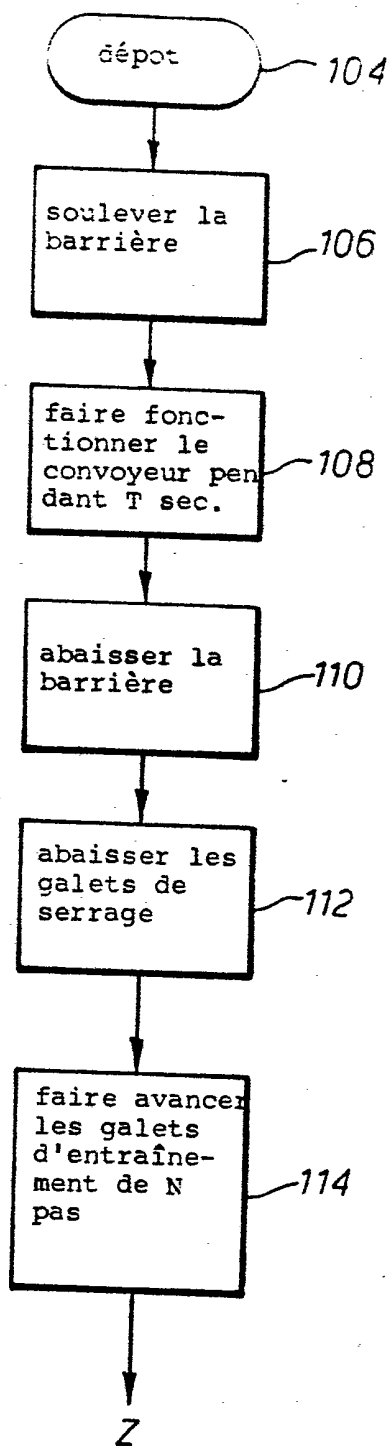 dépot
104
soulever la
barrière
106
faire fonc-
tionner le
convoyeur pen
dant T sec.
108
abaisser la
barrière
110
abaisser les
galets de
serrage
112
faire avancer
les galets
d'entraîne-
ment de N
pas
114
Z